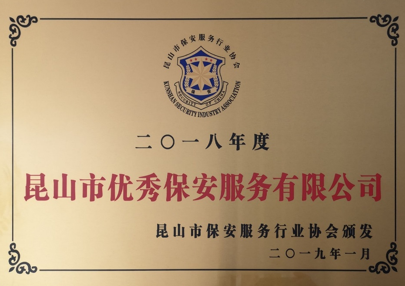 昆山市保安服务行业协会
KUNSHAN SECURITY INDUSTRY ASSOCIATION
二〇一八年度
昆山市优秀保安服务有限公司
昆山市保安服务行业协会颁发
二〇一九年一月